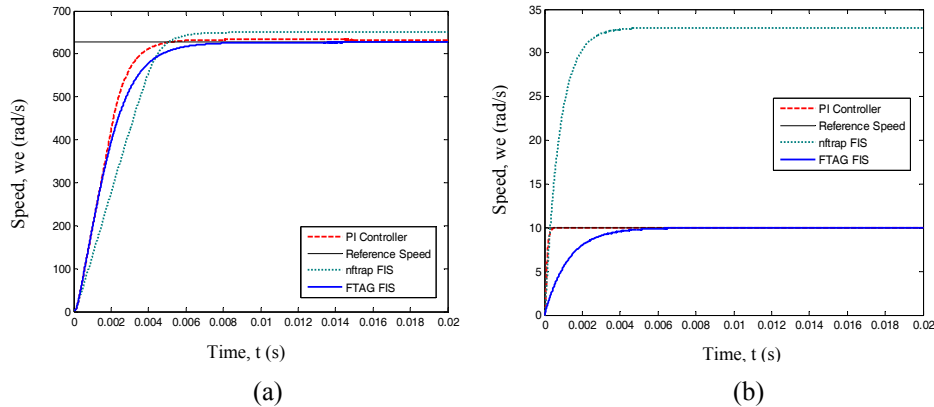 700
600
500
400
300
200
100
0
Speed, we (rad/s)
PI Controller
Reference Speed
nftrap FIS
FTAG FIS
0 0.002 0.004 0.006 0.008 0.01 0.012 0.014 0.016 0.018 0.02
Time, t (s)
(a)
35
30
25
20
15
10
5
0
Speed, we (rad/s)
PI Controller
Reference Speed
nftrap FIS
FTAG FIS
0 0.002 0.004 0.006 0.008 0.01 0.012 0.014 0.016 0.018 0.02
Time, t (s)
(b)